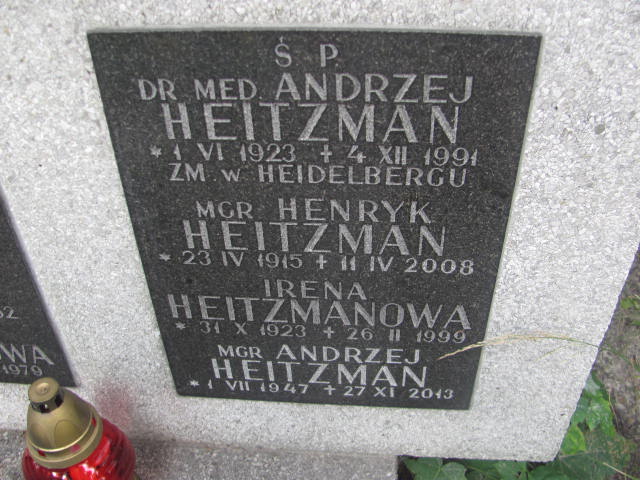 Ś P.
DR MED ANDRZEJ
HEITZMAN
* 1 VI 1923 + 4 XII 1991
ZM. W HEIDELBERGU
MGR HENRYK
HEITZMAN
* 23 IV 1915 + 11 IV 2008
IRENA
HEITZMANOWA
* 31 X 1923 + 26 II 1999
MGR ANDRZEJ
HEITZMAN
* 1 VII 1947 + 27 XI 2013
1979